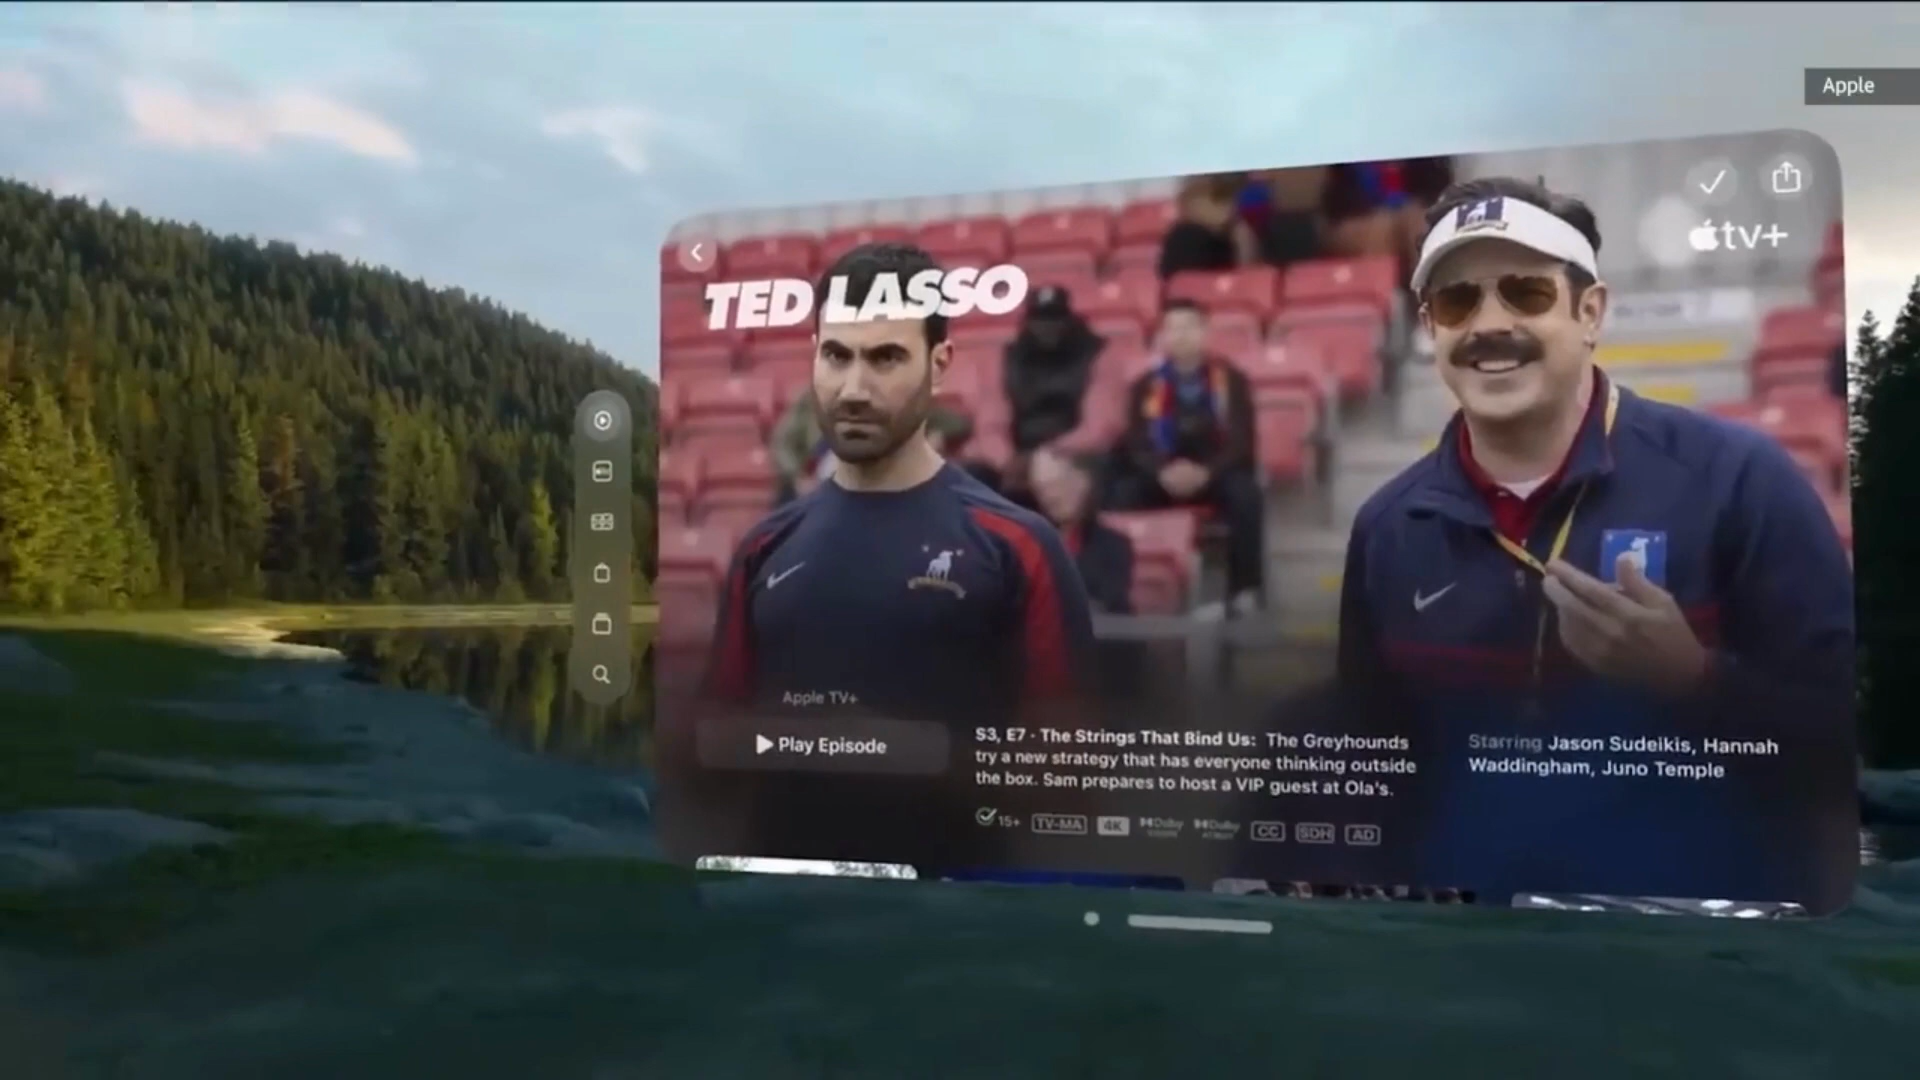 Apple
tv+
TED LASSO
Apple TV+
Play Episode
S3, E7 · The Strings That Bind Us: The Greyhounds
try a new strategy that has everyone thinking outside
the box. Sam prepares to host a VIP guest at Ola's.
Starring Jason Sudeikis, Hannah
Waddingham, Juno Temple
15+ TV-MA 4K Dolby Dolby CC SDH AD